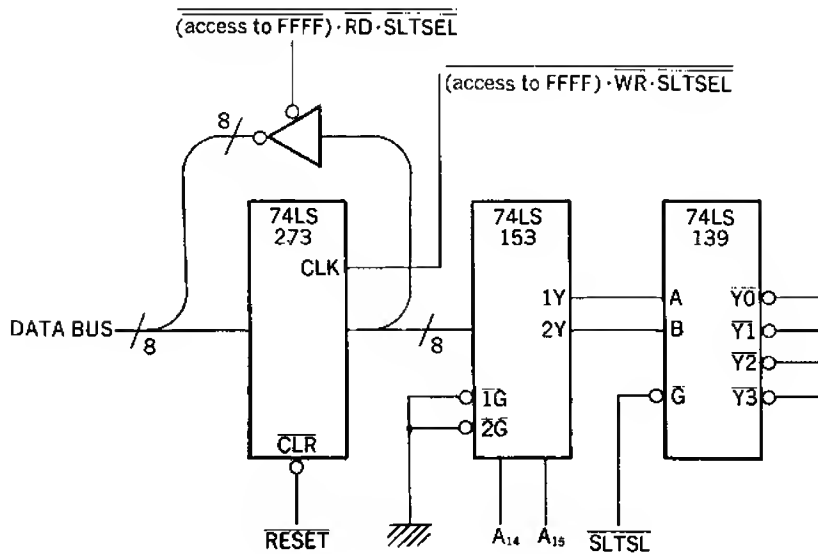 (access to FFFF)·RD·SLTSEL
(access to FFFF)·WR·SLTSEL
8
74LS
273
CLK
CLR
74LS
153
1Y
2Y
1G
2G
74LS
139
A
B
G
Y0
Y1
Y2
Y3
DATA BUS
8
8
RESET
A14
A15
SLTSL